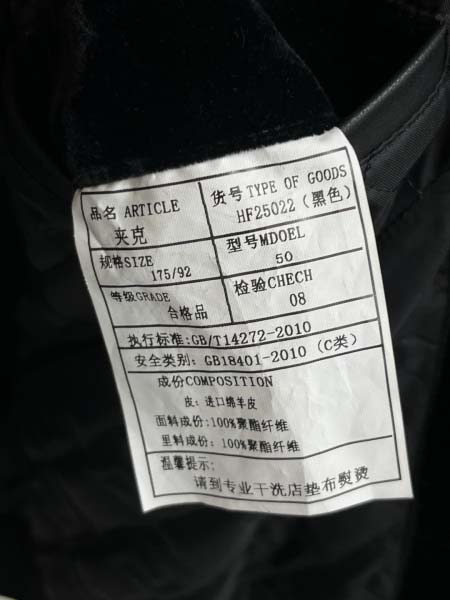 品名 ARTICLE
夹克
货号 TYPE OF GOODS
HF25022（黑色）
规格SIZE
175/92
型号MDOEL
50
等级GRADE
合格品
检验CHECH
08
执行标准:GB/T14272-2010
安全类别: GB18401-2010（C类）
成份COMPOSITION
皮: 进口绵羊皮
面料成份:100%聚酯纤维
里料成份: 100%聚酯纤维
温馨提示:
请到专业干洗店垫布熨烫